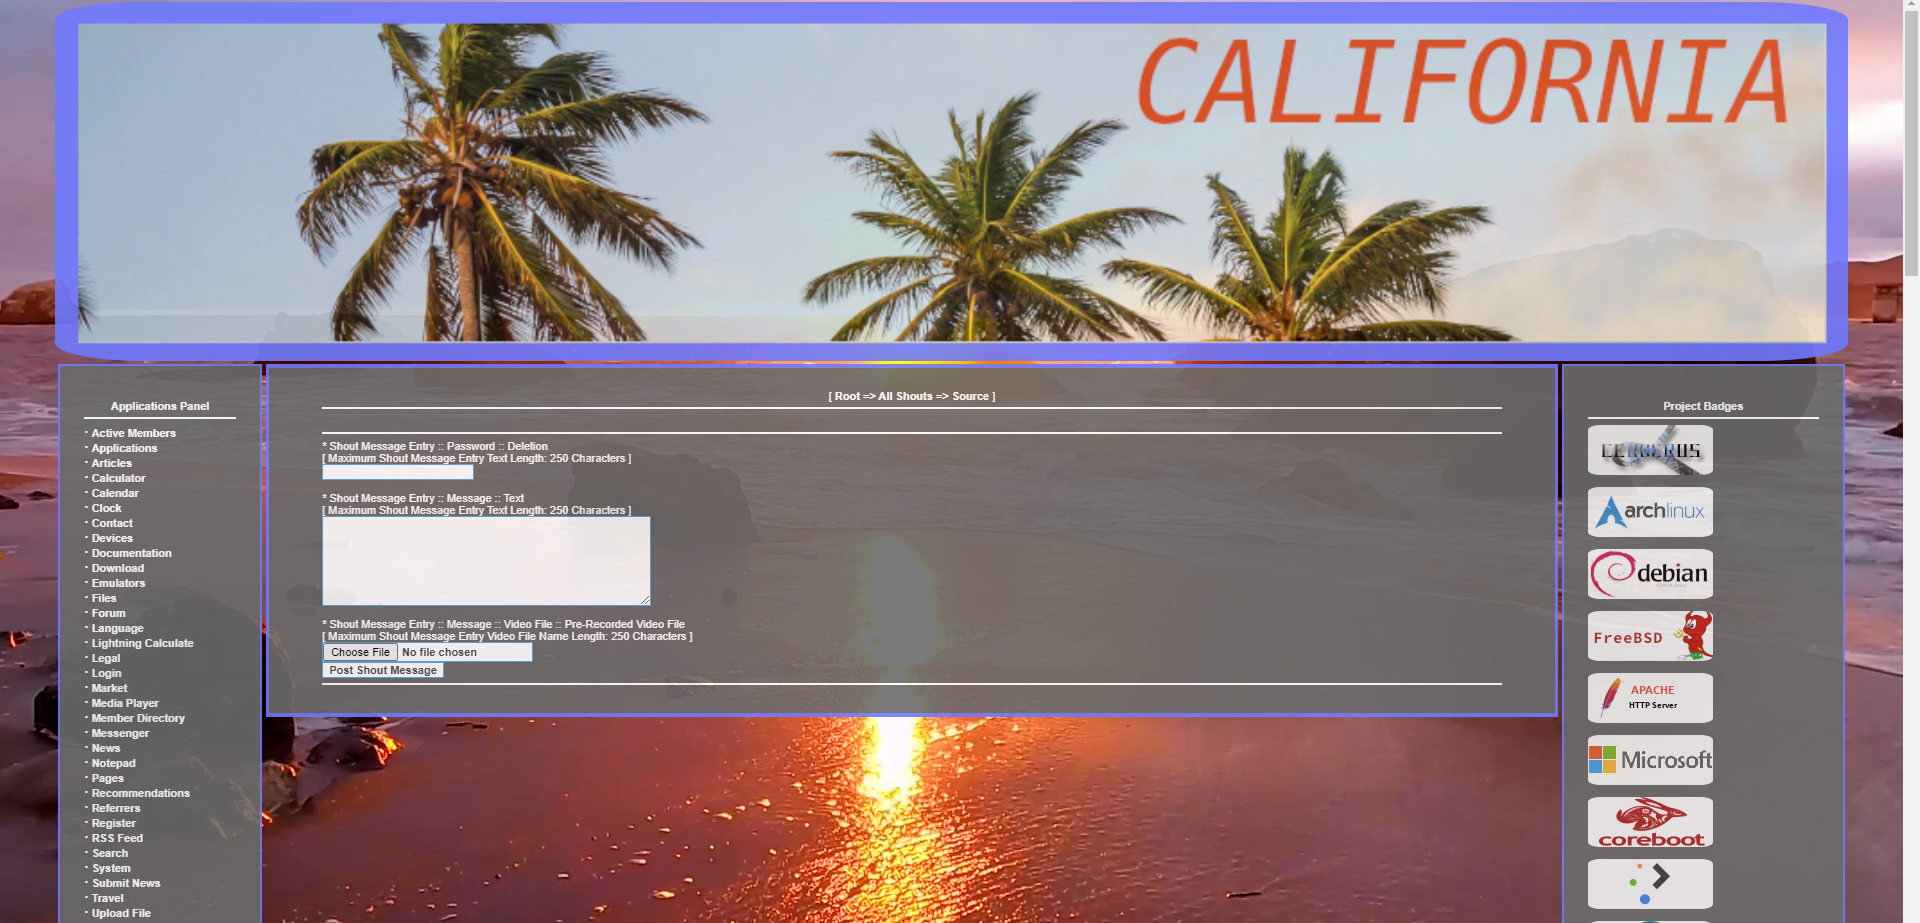 CALIFORNIA
Applications Panel
· Active Members
· Applications
· Articles
· Calculator
· Calendar
· Clock
· Contact
· Devices
· Documentation
· Download
· Emulators
· Files
· Forum
· Language
· Lightning Calculate
· Legal
· Login
· Market
· Media Player
· Member Directory
· Messenger
· News
· Notepad
· Pages
· Recommendations
· Referrers
· Register
· RSS Feed
· Search
· System
· Submit News
· Travel
· Upload File
[ Root => All Shouts => Source ]
* Shout Message Entry :: Password :: Deletion
[ Maximum Shout Message Entry Text Length: 250 Characters ]
* Shout Message Entry :: Message :: Text
[ Maximum Shout Message Entry Text Length: 250 Characters ]
* Shout Message Entry :: Message :: Video File :: Pre-Recorded Video File
[ Maximum Shout Message Entry Video File Name Length: 250 Characters ]
Choose File No file chosen
Post Shout Message
Project Badges
CERBERUS
archlinux
debian
FreeBSD
APACHE
HTTP Server
Microsoft
coreboot